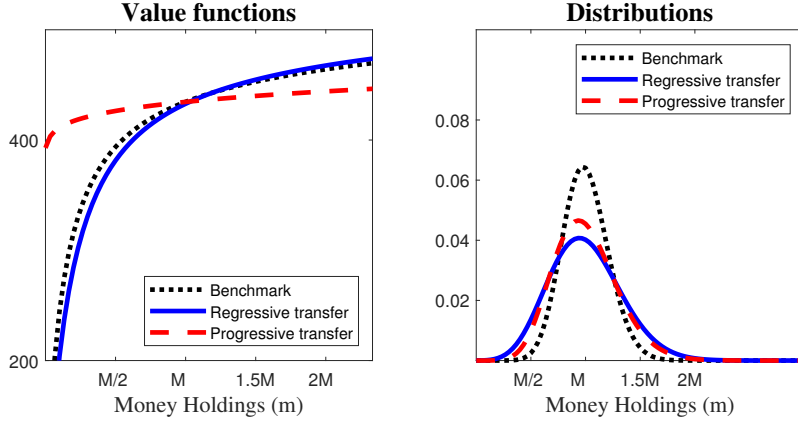 Value functions
400
200
M/2
M
1.5M
2M
Money Holdings (m)
Benchmark
Regressive transfer
Progressive transfer
Distributions
0.08
0.06
0.04
0.02
M/2
M
1.5M
2M
Money Holdings (m)
Benchmark
Regressive transfer
Progressive transfer